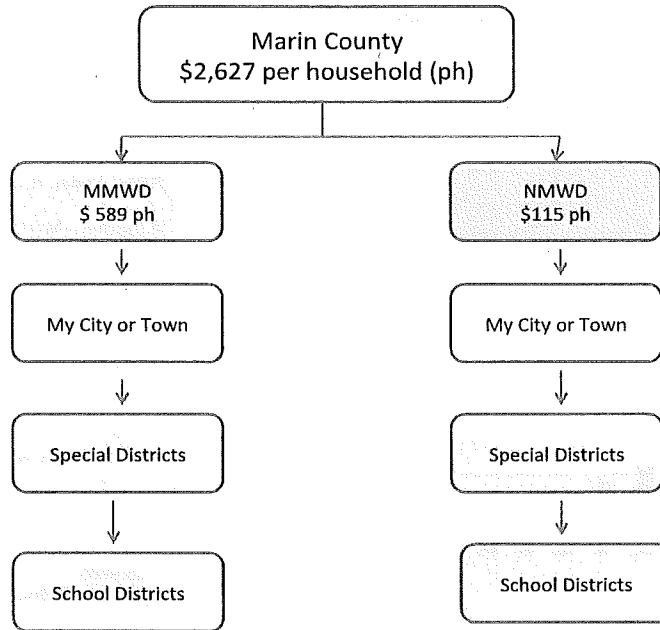 Marin County
$2,627 per household (ph)
MMWD
$ 589 ph
NMWD
$115 ph
My City or Town
My City or Town
Special Districts
Special Districts
School Districts
School Districts